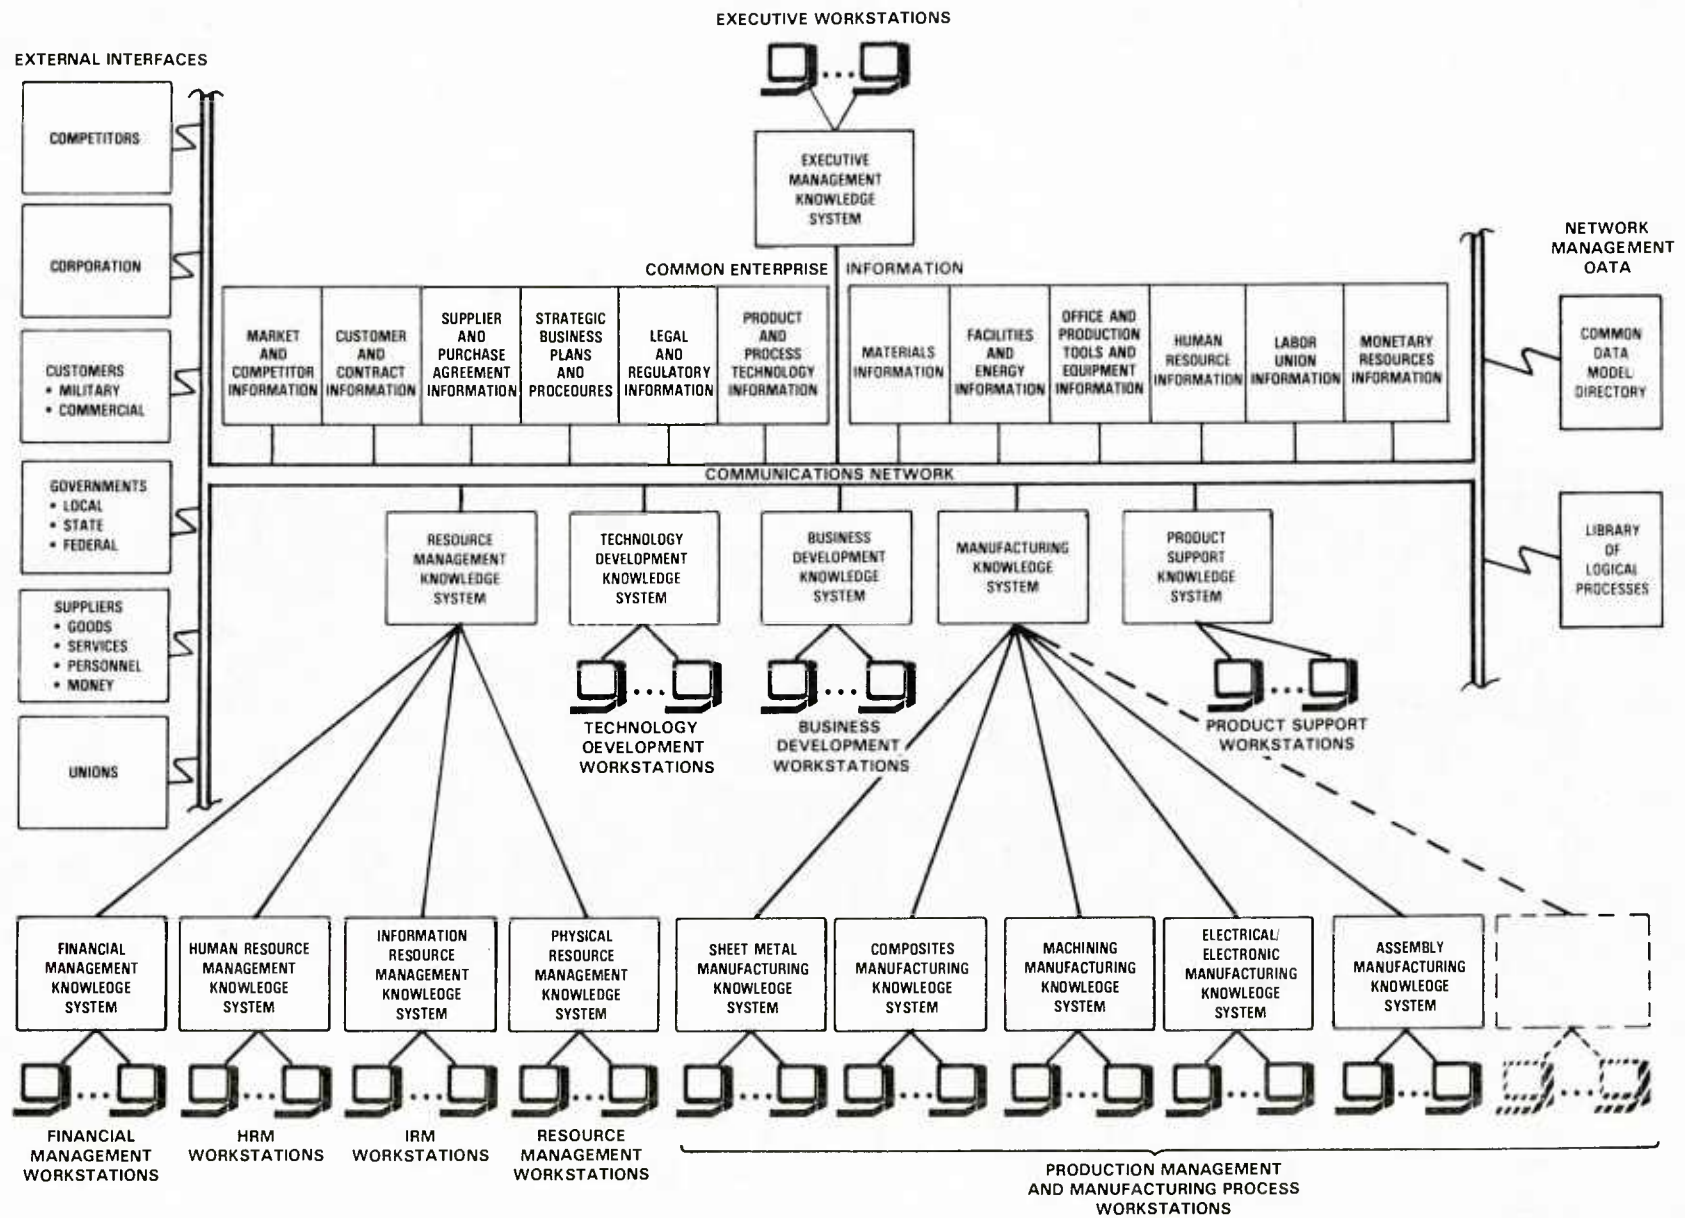 EXECUTIVE WORKSTATIONS
EXTERNAL INTERFACES
COMPETITORS
CORPORATION
CUSTOMERS
• MILITARY
• COMMERCIAL
GOVERNMENTS
• LOCAL
• STATE
• FEDERAL
SUPPLIERS
• GOODS
• SERVICES
• PERSONNEL
• MONEY
UNIONS
EXECUTIVE
MANAGEMENT
KNOWLEDGE
SYSTEM
COMMON ENTERPRISE INFORMATION
MARKET
AND
COMPETITOR
INFORMATION
CUSTOMER
AND
CONTRACT
INFORMATION
SUPPLIER
AND
PURCHASE
AGREEMENT
INFORMATION
STRATEGIC
BUSINESS
PLANS
AND
PROCEDURES
LEGAL
AND
REGULATORY
INFORMATION
PRODUCT
AND
PROCESS
TECHNOLOGY
INFORMATION
MATERIALS
INFORMATION
FACILITIES
AND
ENERGY
INFORMATION
OFFICE AND
PRODUCTION
TOOLS AND
EQUIPMENT
INFORMATION
HUMAN
RESOURCE
INFORMATION
LABOR
UNION
INFORMATION
MONETARY
RESOURCES
INFORMATION
NETWORK
MANAGEMENT
OATA
COMMON
DATA
MODEL
DIRECTORY
LIBRARY
OF
LOGICAL
PROCESSES
COMMUNICATIONS NETWORK
RESOURCE
MANAGEMENT
KNOWLEDGE
SYSTEM
TECHNOLOGY
DEVELOPMENT
KNOWLEDGE
SYSTEM
BUSINESS
DEVELOPMENT
KNOWLEDGE
SYSTEM
MANUFACTURING
KNOWLEDGE
SYSTEM
PRODUCT
SUPPORT
KNOWLEDGE
SYSTEM
TECHNOLOGY
OEVELOPMENT
WORKSTATIONS
BUSINESS
DEVELOPMENT
WORKSTATIONS
PRODUCT SUPPORT
WORKSTATIONS
FINANCIAL
MANAGEMENT
KNOWLEDGE
SYSTEM
HUMAN RESOURCE
MANAGEMENT
KNOWLEDGE
SYSTEM
INFORMATION
RESOURCE
MANAGEMENT
KNOWLEDGE
SYSTEM
PHYSICAL
RESOURCE
MANAGEMENT
KNOWLEDGE
SYSTEM
SHEET METAL
MANUFACTURING
KNOWLEDGE
SYSTEM
COMPOSITES
MANUFACTURING
KNOWLEDGE
SYSTEM
MACHINING
MANUFACTURING
KNOWLEDGE
SYSTEM
ELECTRICAL/
ELECTRONIC
MANUFACTURING
KNOWLEDGE
SYSTEM
ASSEMBLY
MANUFACTURING
KNOWLEDGE
SYSTEM
FINANCIAL
MANAGEMENT
WORKSTATIONS
HRM
WORKSTATIONS
IRM
WORKSTATIONS
RESOURCE
MANAGEMENT
WORKSTATIONS
PRODUCTION MANAGEMENT
AND MANUFACTURING PROCESS
WORKSTATIONS